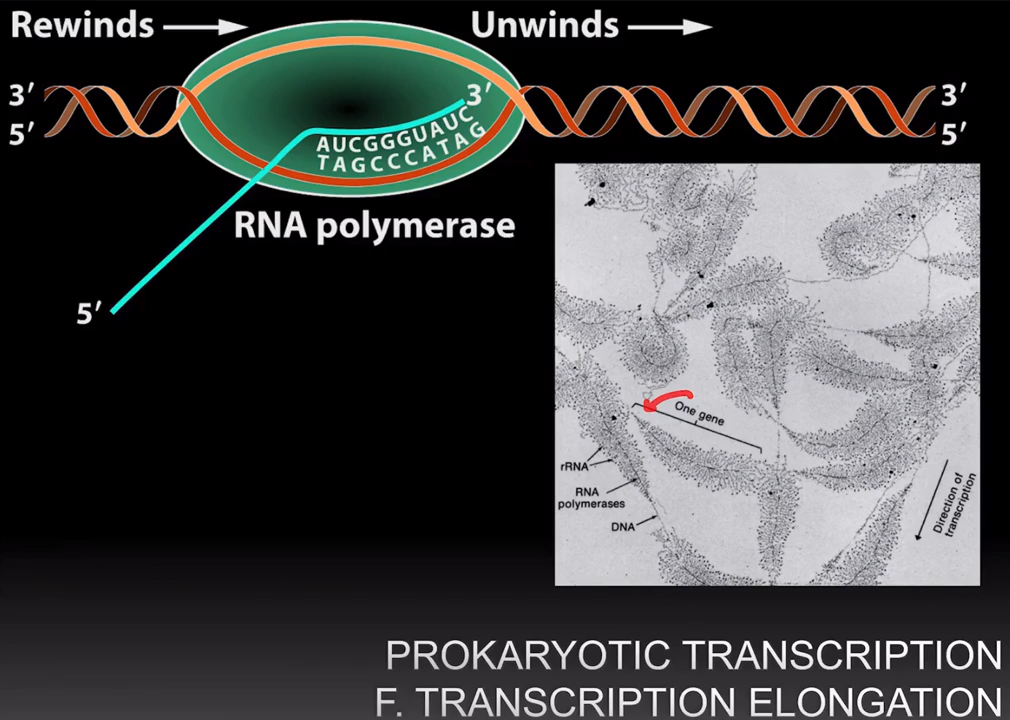 Rewinds
Unwinds
3′
3′
3′
5′
5′
AUCGGGUAUC
TAGCCCATAG
RNA polymerase
5′
One gene
rRNA
RNA
polymerases
DNA
Direction of
transcription
PROKARYOTIC TRANSCRIPTION
F. TRANSCRIPTION ELONGATION